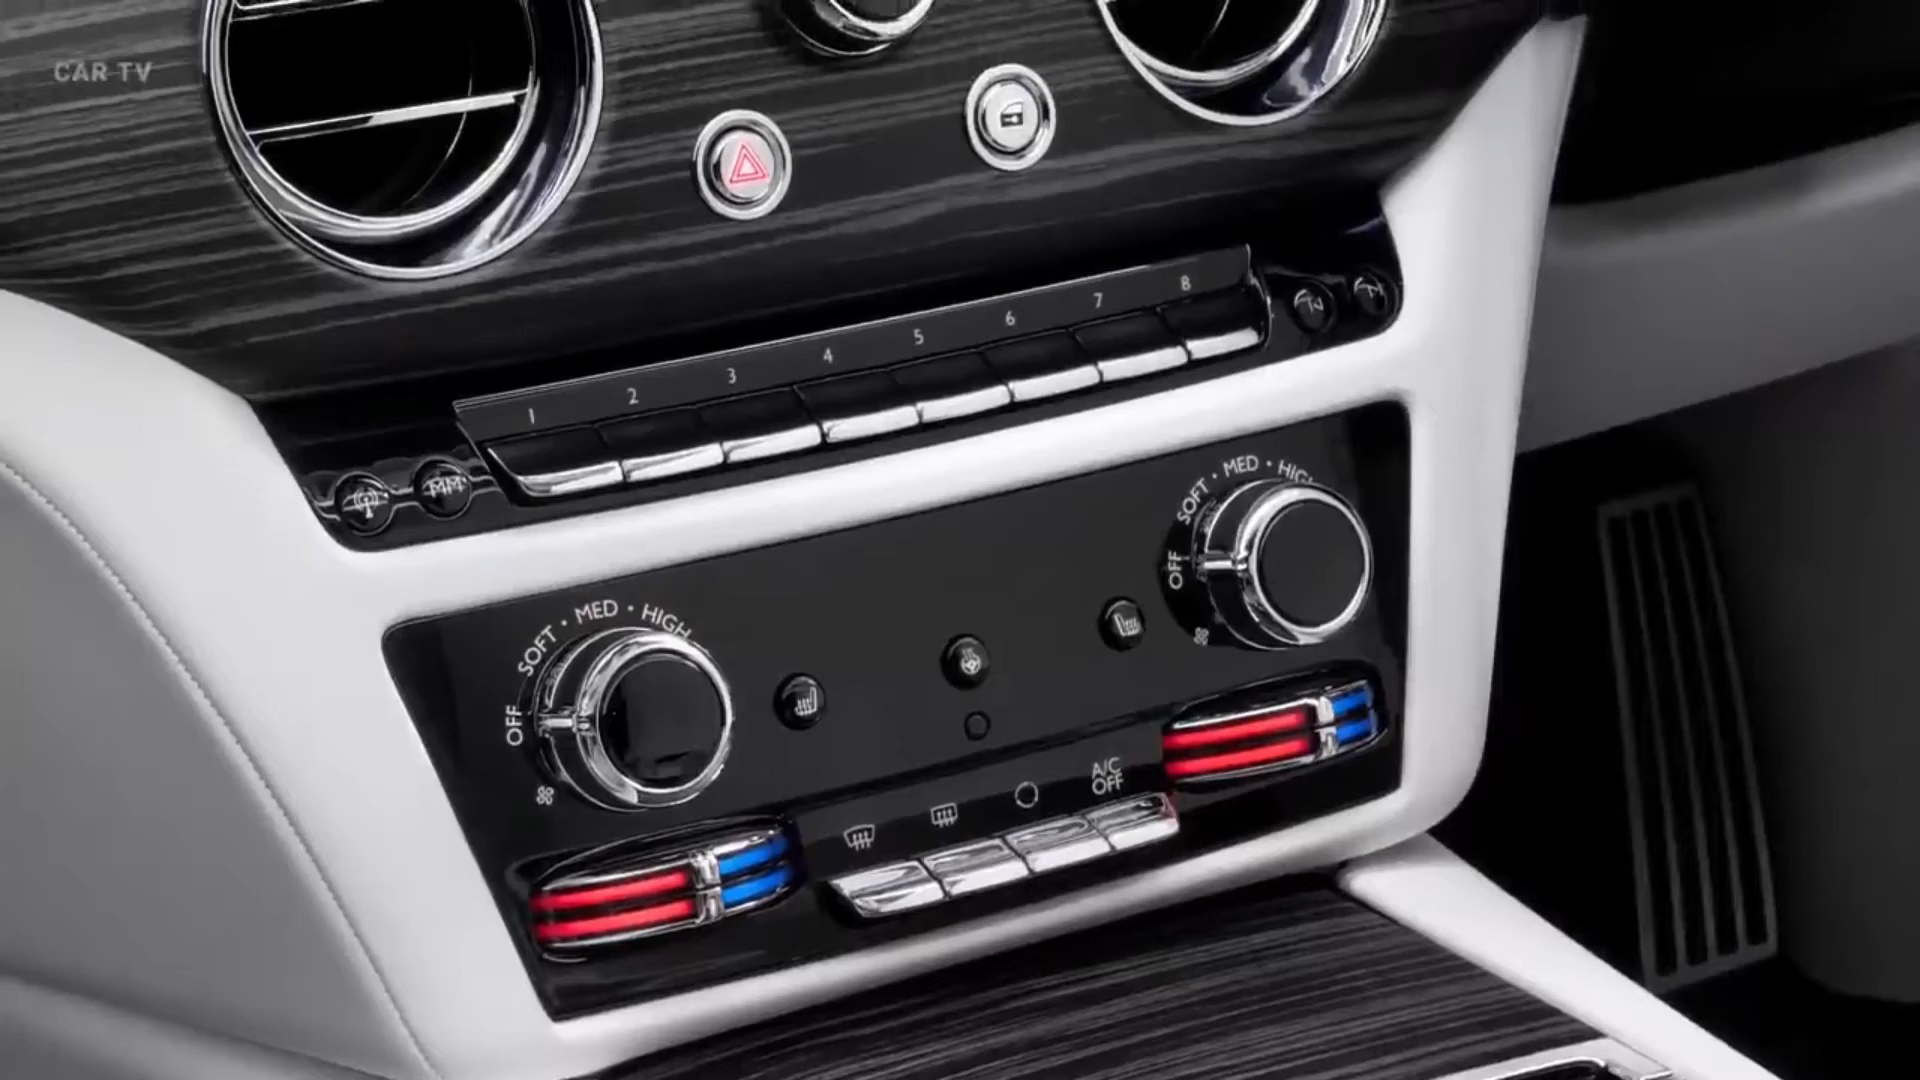 CAR TV
1 2 3 4 5 6 7 8
MM
SOFT • MED • HIGH
OFF
SOFT • MED • HIGH
OFF
A/C
OFF